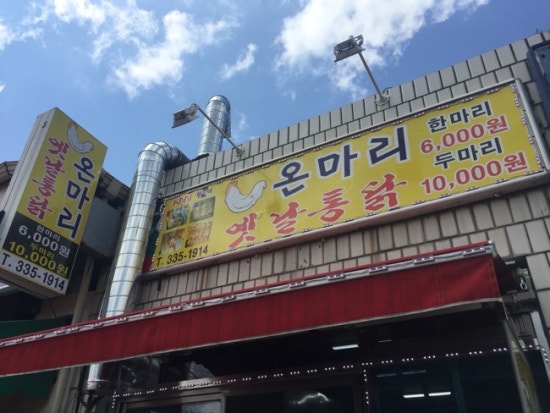 온마리
옛날통닭
한마리
6,000원
두마리
10,000원
T. 335-1914
KNN
온마리
옛날통닭
한마리
6,000원
두마리
10,000원
T. 335-1914